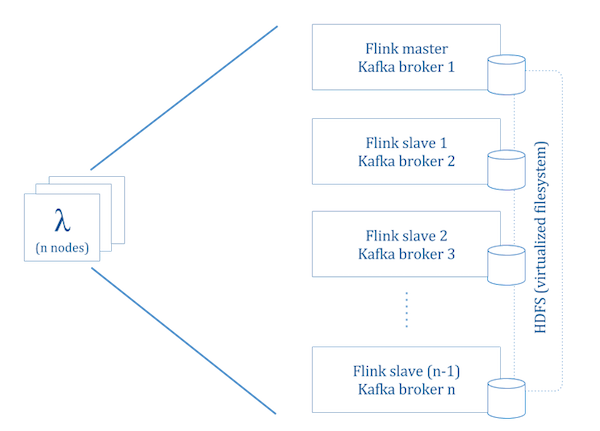 λ
(n nodes)
Flink master
Kafka broker 1
Flink slave 1
Kafka broker 2
Flink slave 2
Kafka broker 3
Flink slave (n-1)
Kafka broker n
HDFS (virtualized filesystem)